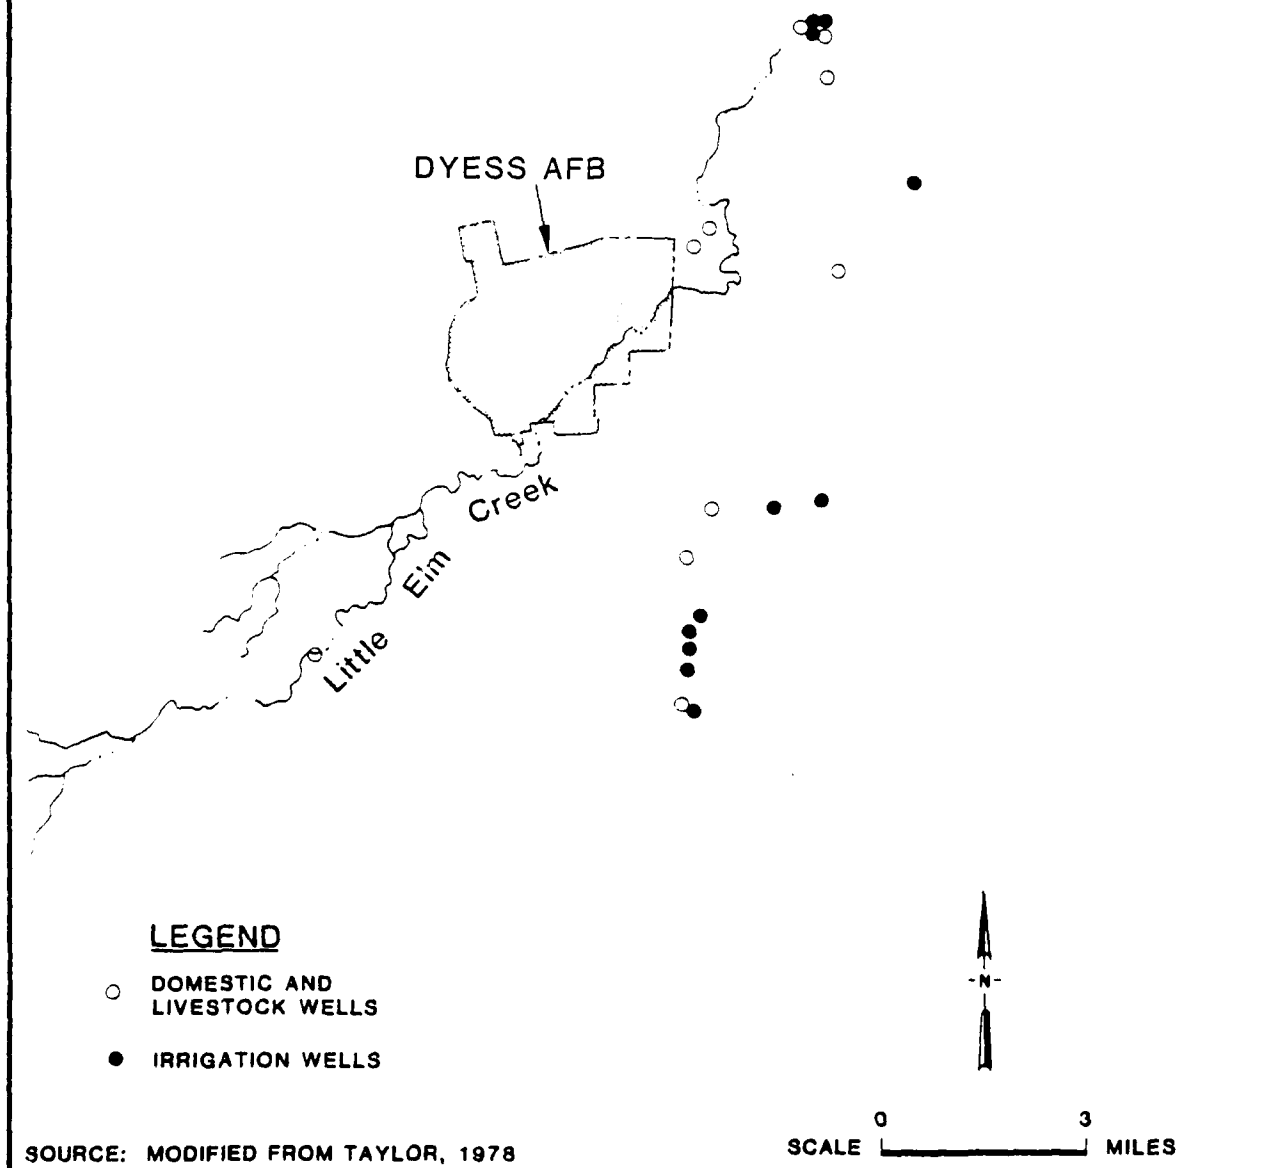 DYESS AFB
Little Elm Creek
LEGEND
DOMESTIC AND
LIVESTOCK WELLS
IRRIGATION WELLS
-N-
0 3
SCALE MILES
SOURCE: MODIFIED FROM TAYLOR, 1978